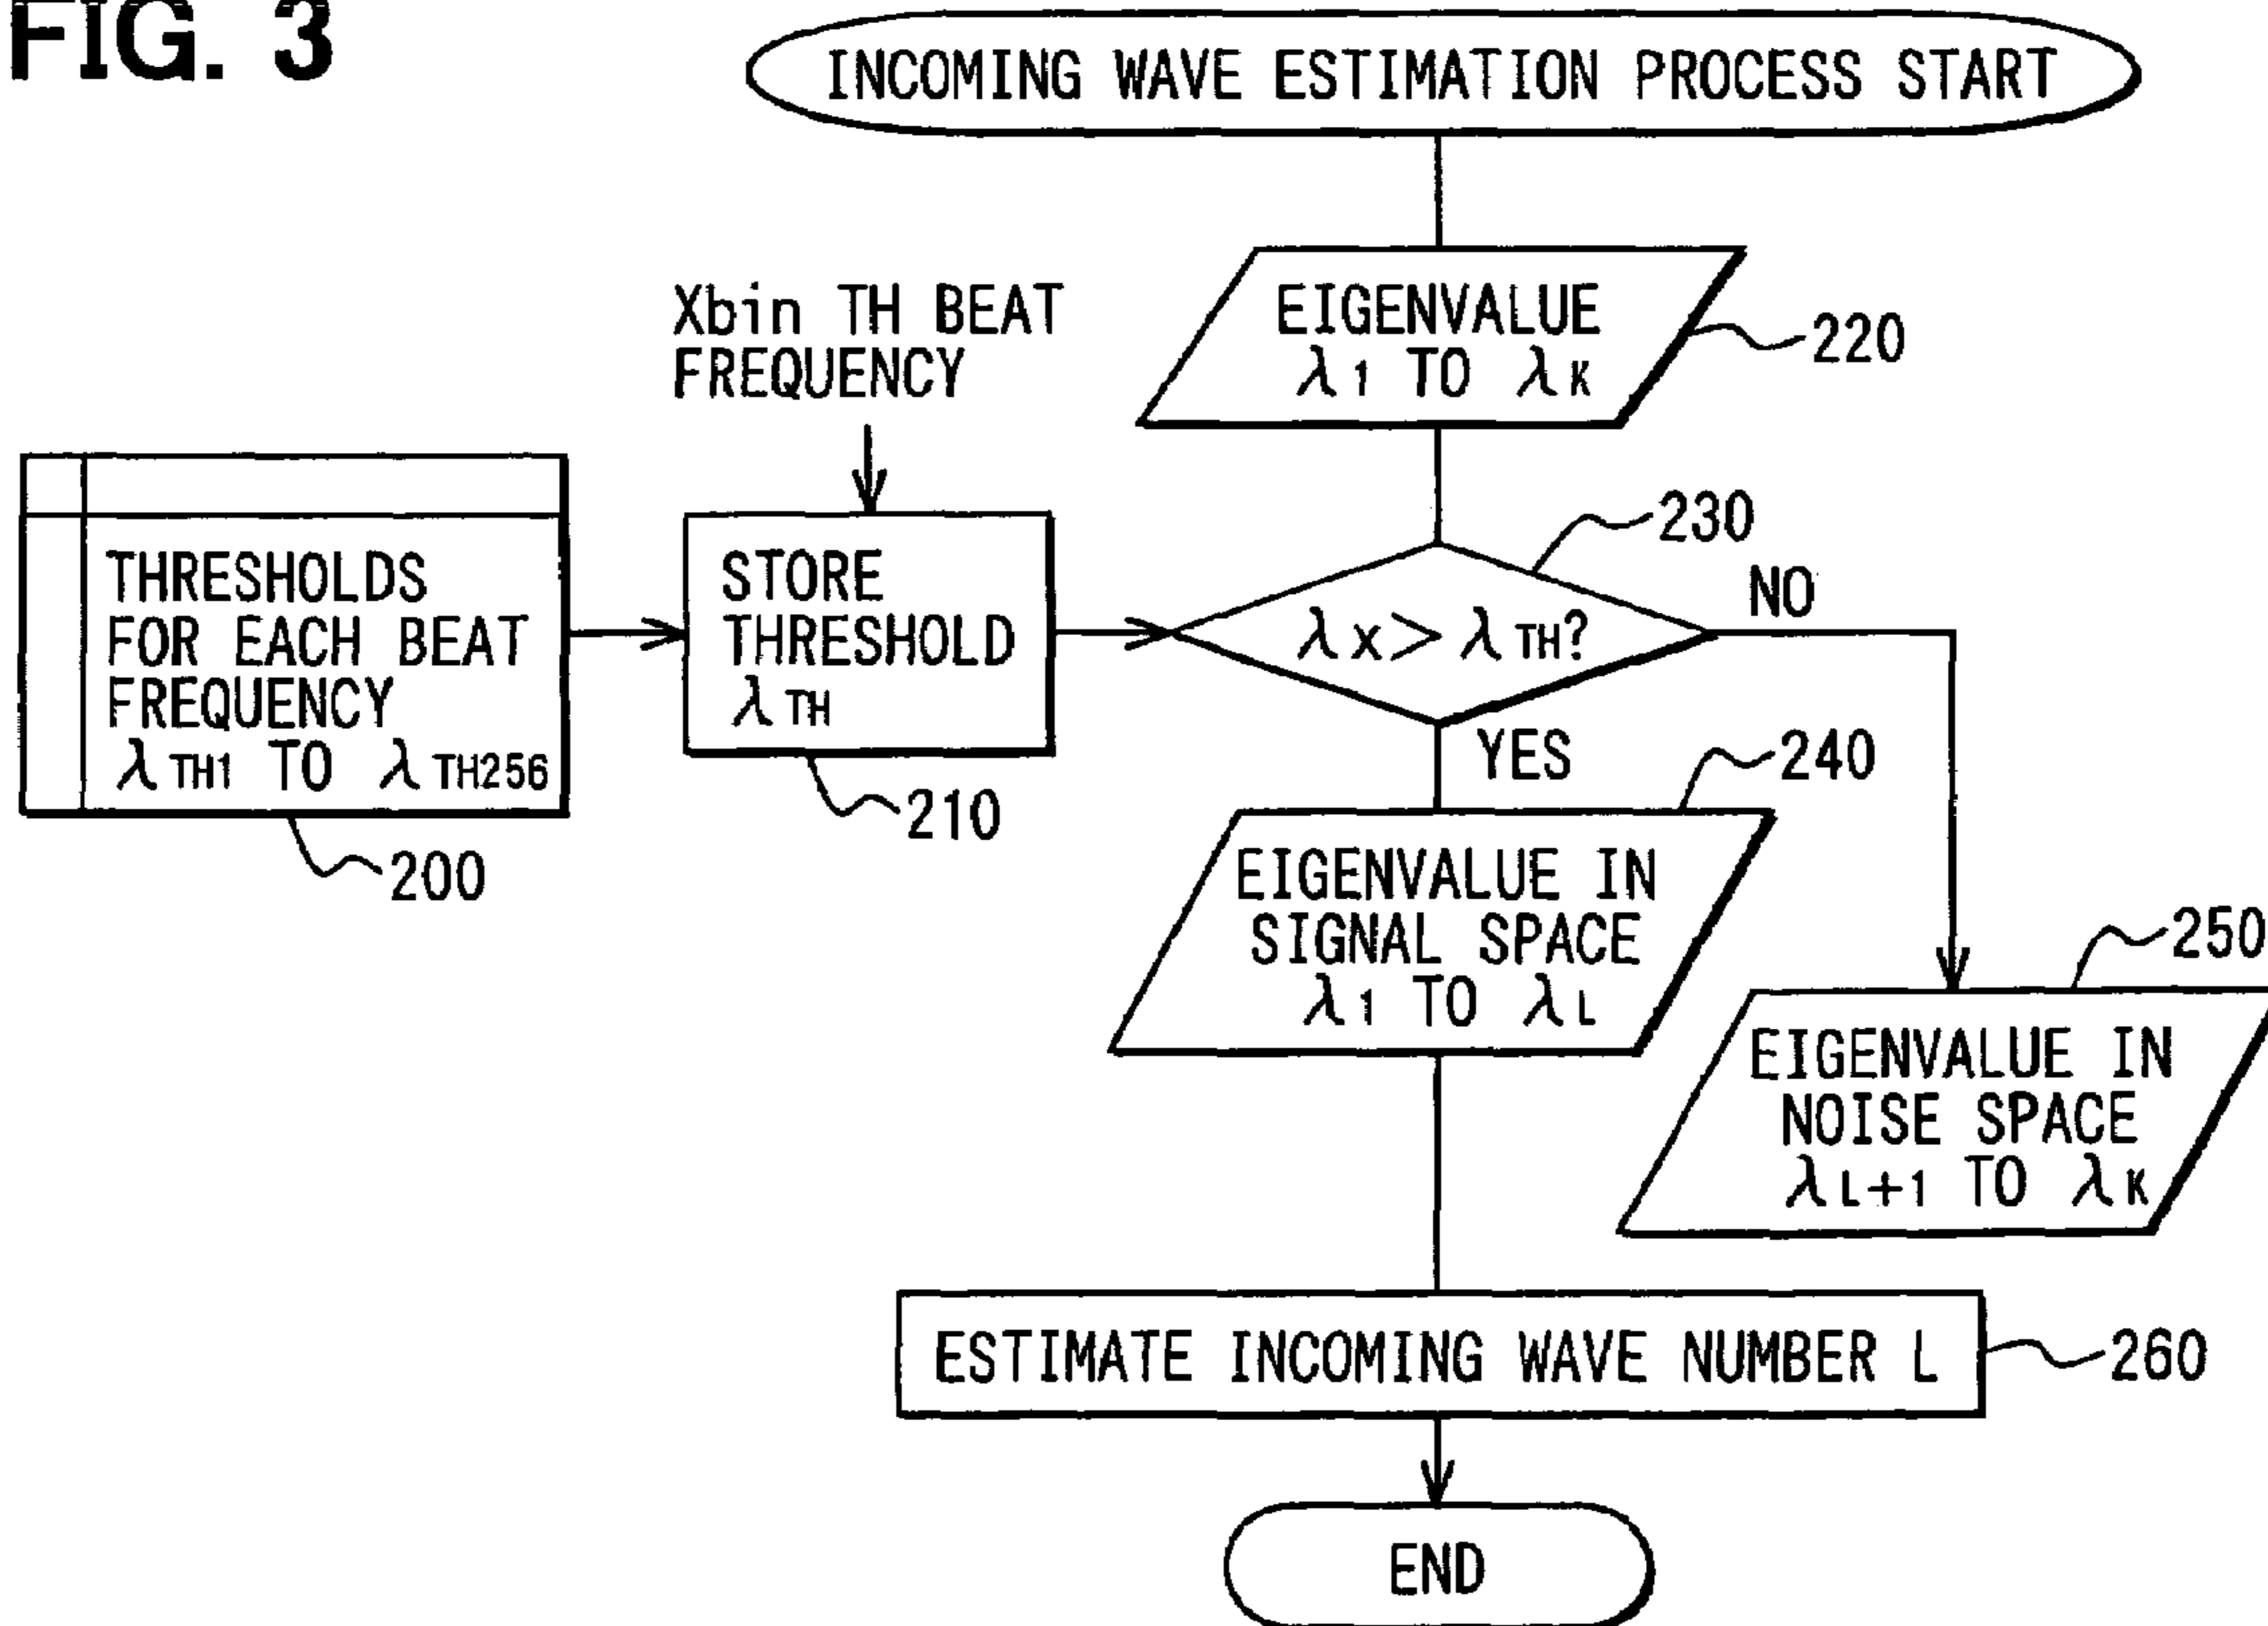 FIG. 3
INCOMING WAVE ESTIMATION PROCESS START
EIGENVALUE
λ1 TO λK
220
Xbin TH BEAT
FREQUENCY
THRESHOLDS
FOR EACH BEAT
FREQUENCY
λTH1 TO λTH256
200
STORE
THRESHOLD
λTH
210
λX> λTH?
230
NO
YES
EIGENVALUE IN
SIGNAL SPACE
λ1 TO λL
240
EIGENVALUE IN
NOISE SPACE
λL+1 TO λK
250
ESTIMATE INCOMING WAVE NUMBER L
260
END